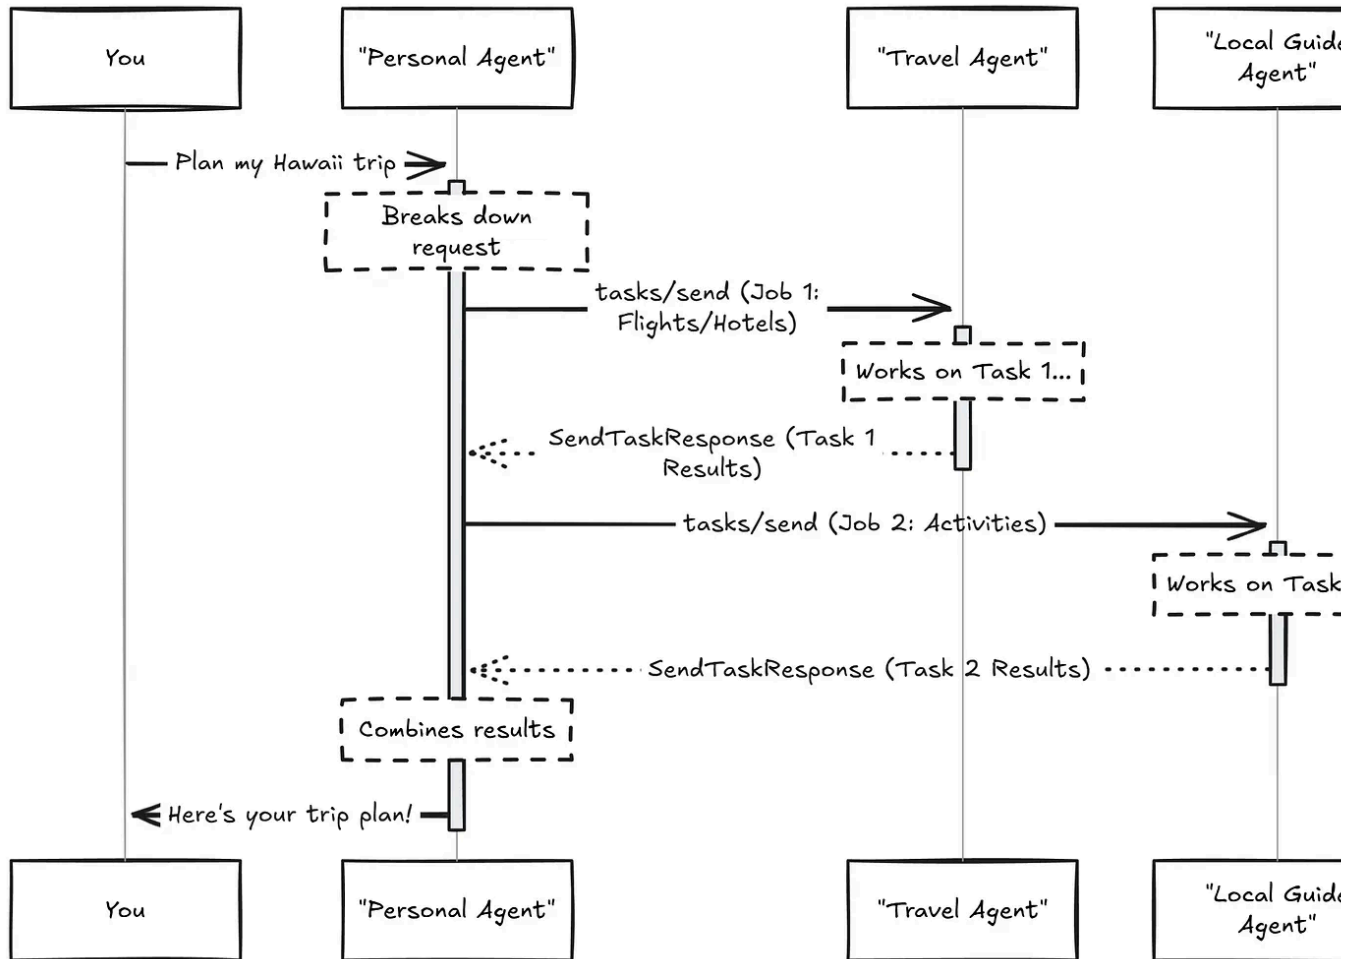 You
"Personal Agent"
"Travel Agent"
"Local Guide
Agent"
Plan my Hawaii trip
Breaks down
request
tasks/send (Job 1:
Flights/Hotels)
Works on Task 1...
SendTaskResponse (Task 1
Results)
tasks/send (Job 2: Activities)
Works on Task
SendTaskResponse (Task 2 Results)
Combines results
Here's your trip plan!
You
"Personal Agent"
"Travel Agent"
"Local Guide
Agent"